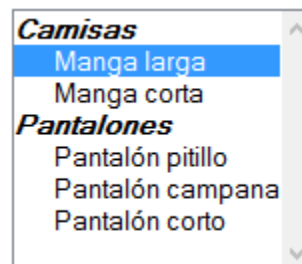 Camisas
Manga larga
Manga corta
Pantalones
Pantalón pitillo
Pantalón campana
Pantalón corto